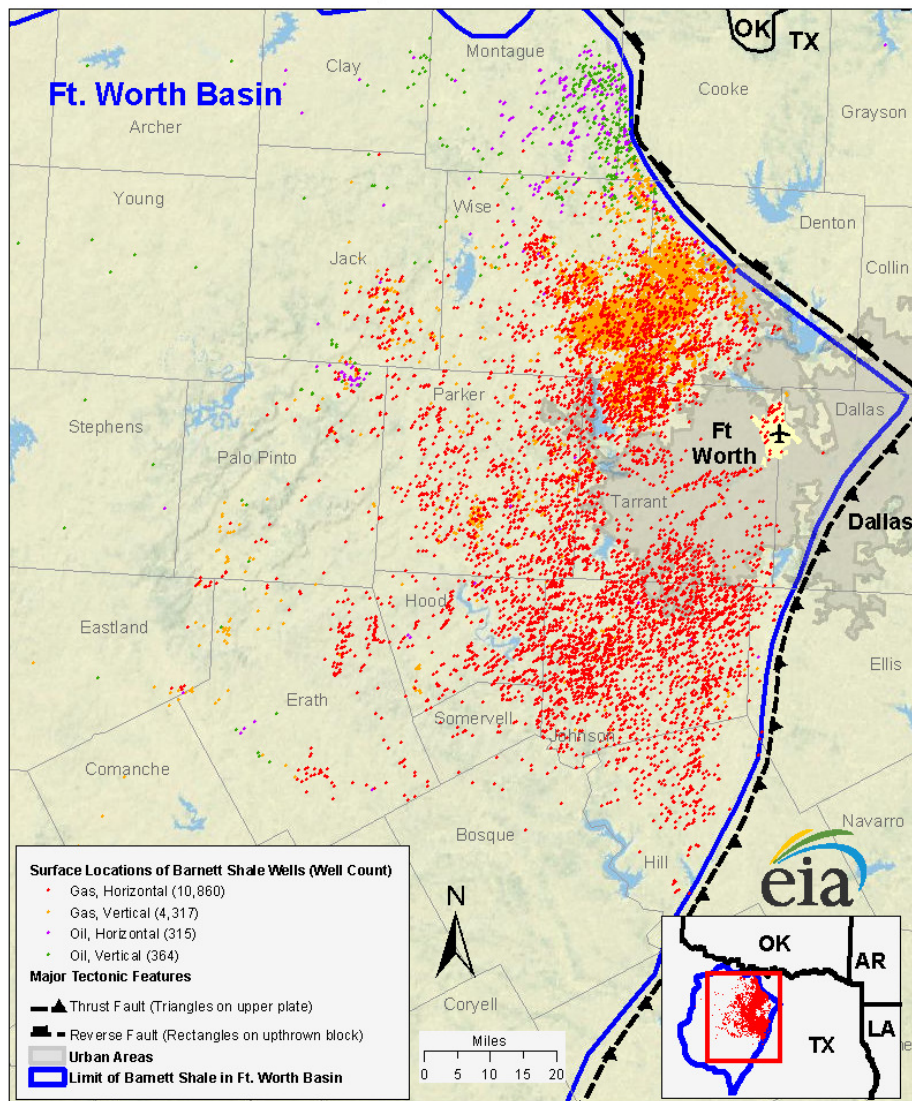 OK
TX
Montague
Clay
Cooke
Ft. Worth Basin
Grayson
Archer
Young
Wise
Denton
Jack
Collin
Parker
Dallas
Stephens
Ft
Worth
Palo Pinto
Tarrant
Dallas
Hood
Eastland
Ellis
Erath
Somervell
Johnson
Comanche
Navarro
Bosque
Hill
eia
Surface Locations of Barnett Shale Wells (Well Count)
Gas, Horizontal (10,860)
Gas, Vertical (4,317)
Oil, Horizontal (315)
Oil, Vertical (364)
Major Tectonic Features
Thrust Fault (Triangles on upper plate)
Reverse Fault (Rectangles on upthrown block)
Urban Areas
Limit of Barnett Shale in Ft. Worth Basin
N
Coryell
Miles
0 5 10 15 20
OK
AR
TX
LA